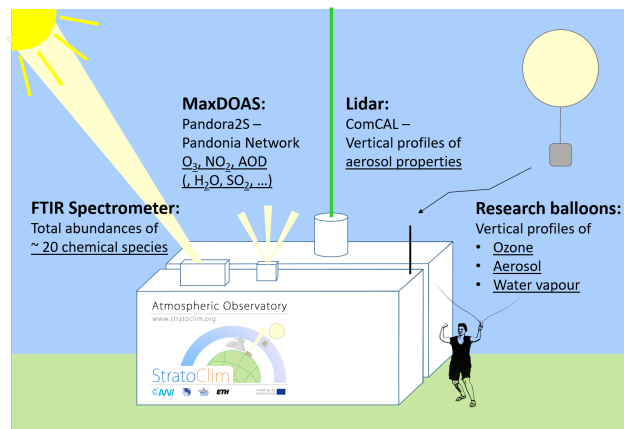 MaxDOAS:
Pandora2S –
Pandonia Network
O₃, NO₂, AOD
(, H₂O, SO₂, …)
Lidar:
ComCAL –
Vertical profiles of
aerosol properties
FTIR Spectrometer:
Total abundances of
~ 20 chemical species
Research balloons:
Vertical profiles of
• Ozone
• Aerosol
• Water vapour
Atmospheric Observatory
www.stratoclim.org
StratoClim
AWI
ETH